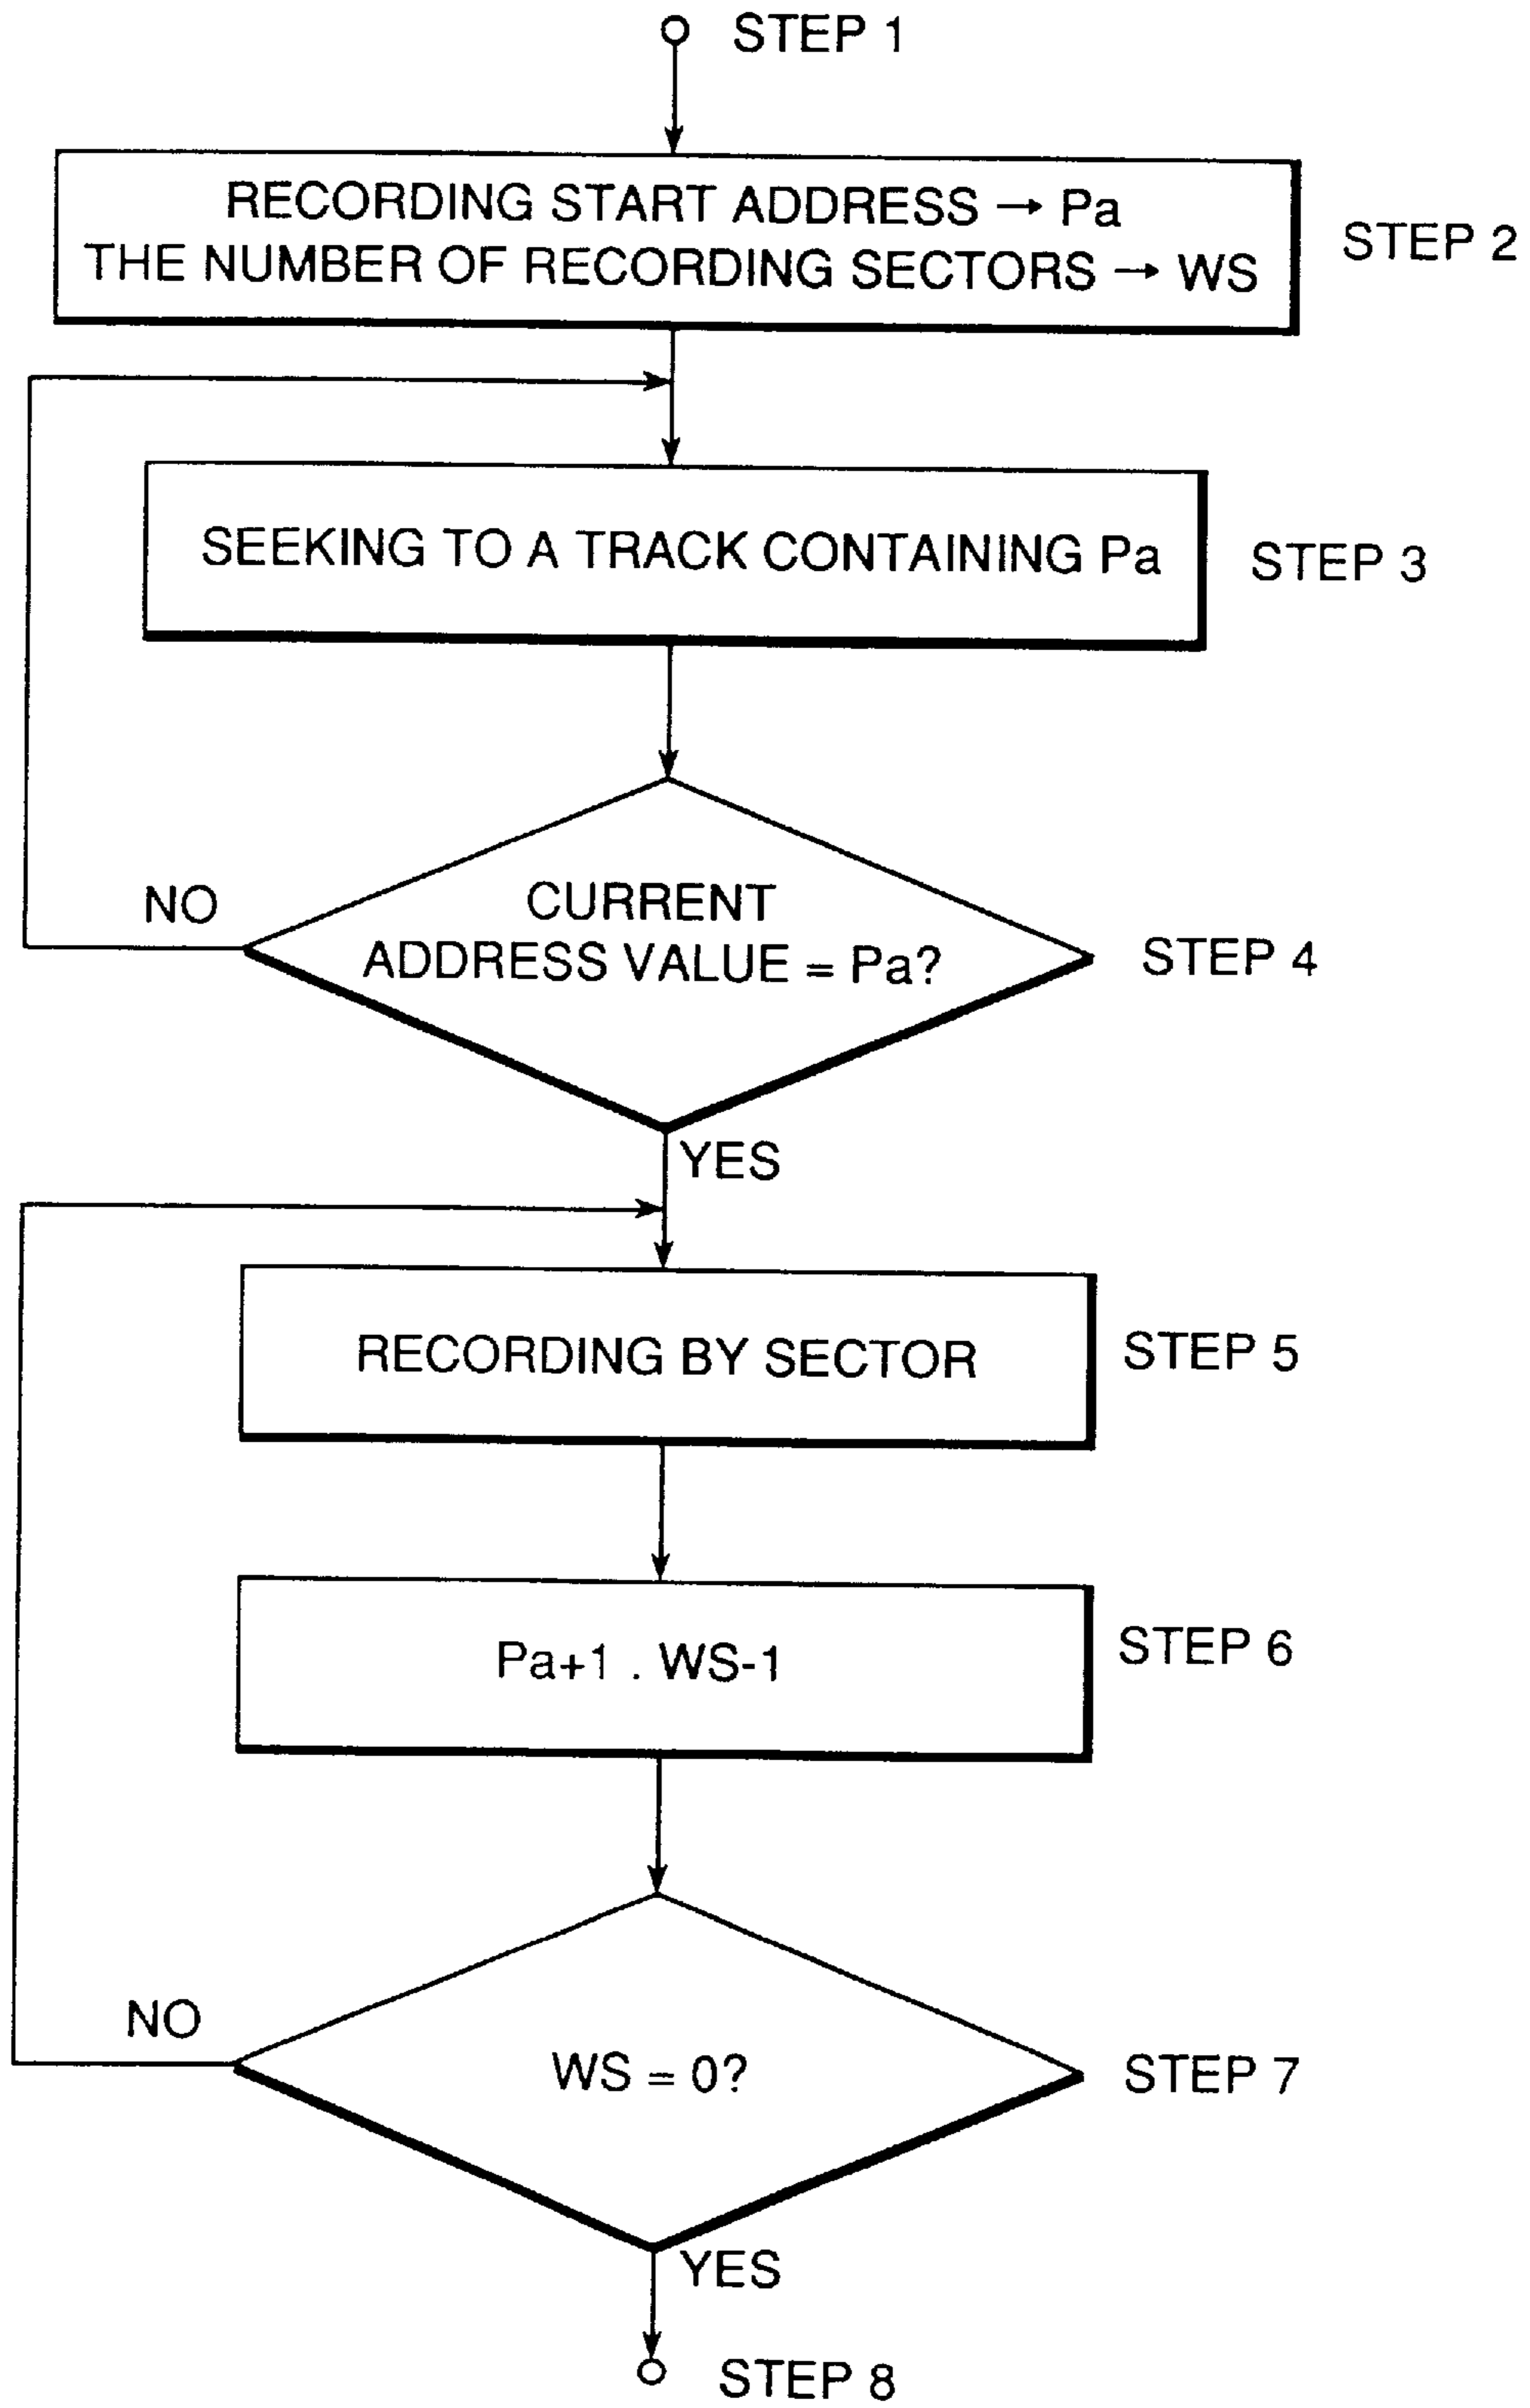 STEP 1
RECORDING START ADDRESS → Pa
THE NUMBER OF RECORDING SECTORS → WS
STEP 2
SEEKING TO A TRACK CONTAINING Pa
STEP 3
NO
CURRENT
ADDRESS VALUE = Pa?
STEP 4
YES
RECORDING BY SECTOR
STEP 5
Pa+1 . WS-1
STEP 6
NO
WS = 0?
STEP 7
YES
STEP 8